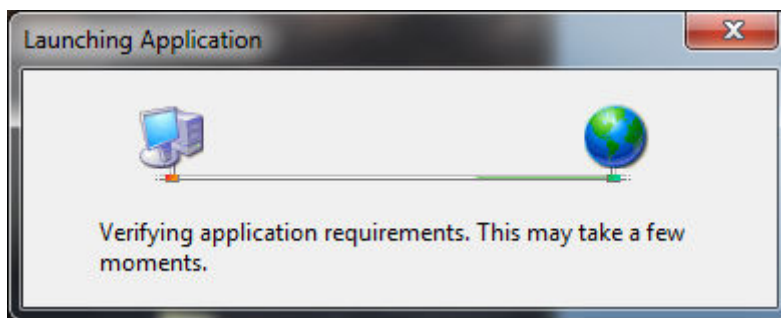 Launching Application
Verifying application requirements. This may take a few
moments.